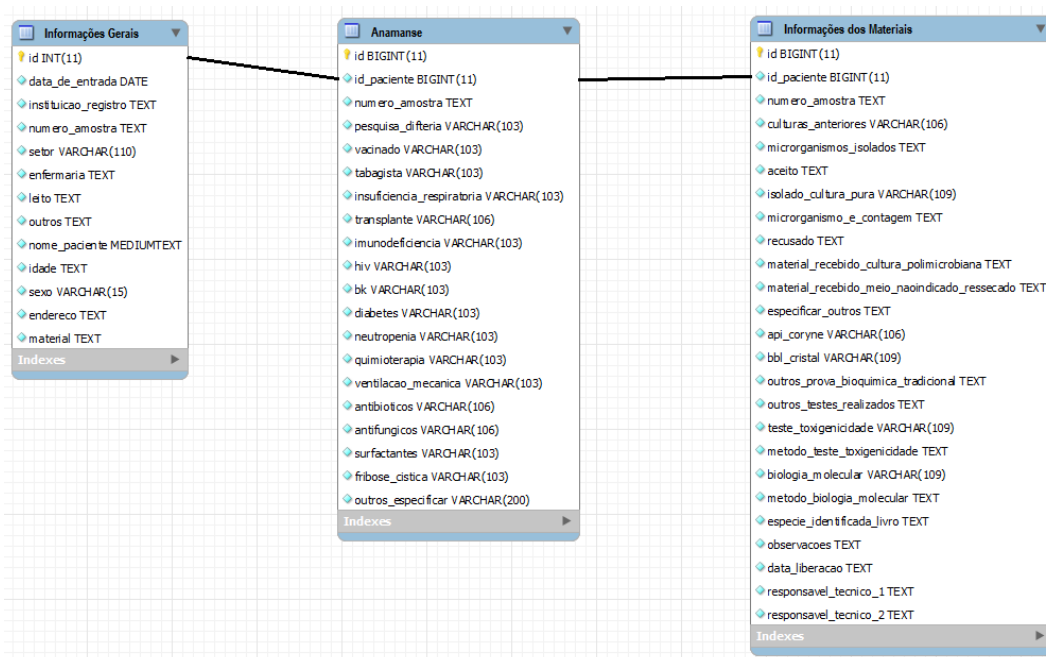 Informações Gerais
id INT(11)
data_de_entrada DATE
instituicao_registro TEXT
numero_amostra TEXT
setor VARCHAR(110)
enfermaria TEXT
leito TEXT
outros TEXT
nome_paciente MEDIUMTEXT
idade TEXT
sexo VARCHAR(15)
endereco TEXT
material TEXT
Indexes
Anamanse
id BIGINT(11)
id_paciente BIGINT(11)
numero_amostra TEXT
pesquisa_difteria VARCHAR(103)
vacinado VARCHAR(103)
tabagista VARCHAR(103)
insuficiencia_respiratoria VARCHAR(103)
transplante VARCHAR(106)
imunodeficiencia VARCHAR(103)
hiv VARCHAR(103)
bk VARCHAR(103)
diabetes VARCHAR(103)
neutropenia VARCHAR(103)
quimioterapia VARCHAR(103)
ventilacao_mecanica VARCHAR(103)
antibioticos VARCHAR(106)
antifungicos VARCHAR(106)
surfactantes VARCHAR(103)
fribose_cistica VARCHAR(103)
outros_especificar VARCHAR(200)
Indexes
Informações dos Materiais
id BIGINT(11)
id_paciente BIGINT(11)
numero_amostra TEXT
culturas_anteriores VARCHAR(106)
microrganismos_isolados TEXT
aceito TEXT
isolado_cultura_pura VARCHAR(109)
microrganismo_e_contagem TEXT
recusado TEXT
material_recebido_cultura_polimicrobiana TEXT
material_recebido_meio_naoindicado_ressecado TEXT
especificar_outros TEXT
api_coryne VARCHAR(106)
bbl_cristal VARCHAR(109)
outros_prova_bioquimica_tradicional TEXT
outros_testes_realizados TEXT
teste_toxigenicidade VARCHAR(109)
metodo_teste_toxigenicidade TEXT
biologia_molecular VARCHAR(109)
metodo_biologia_molecular TEXT
especie_identificada_livro TEXT
observacoes TEXT
data_liberacao TEXT
responsavel_tecnico_1 TEXT
responsavel_tecnico_2 TEXT
Indexes